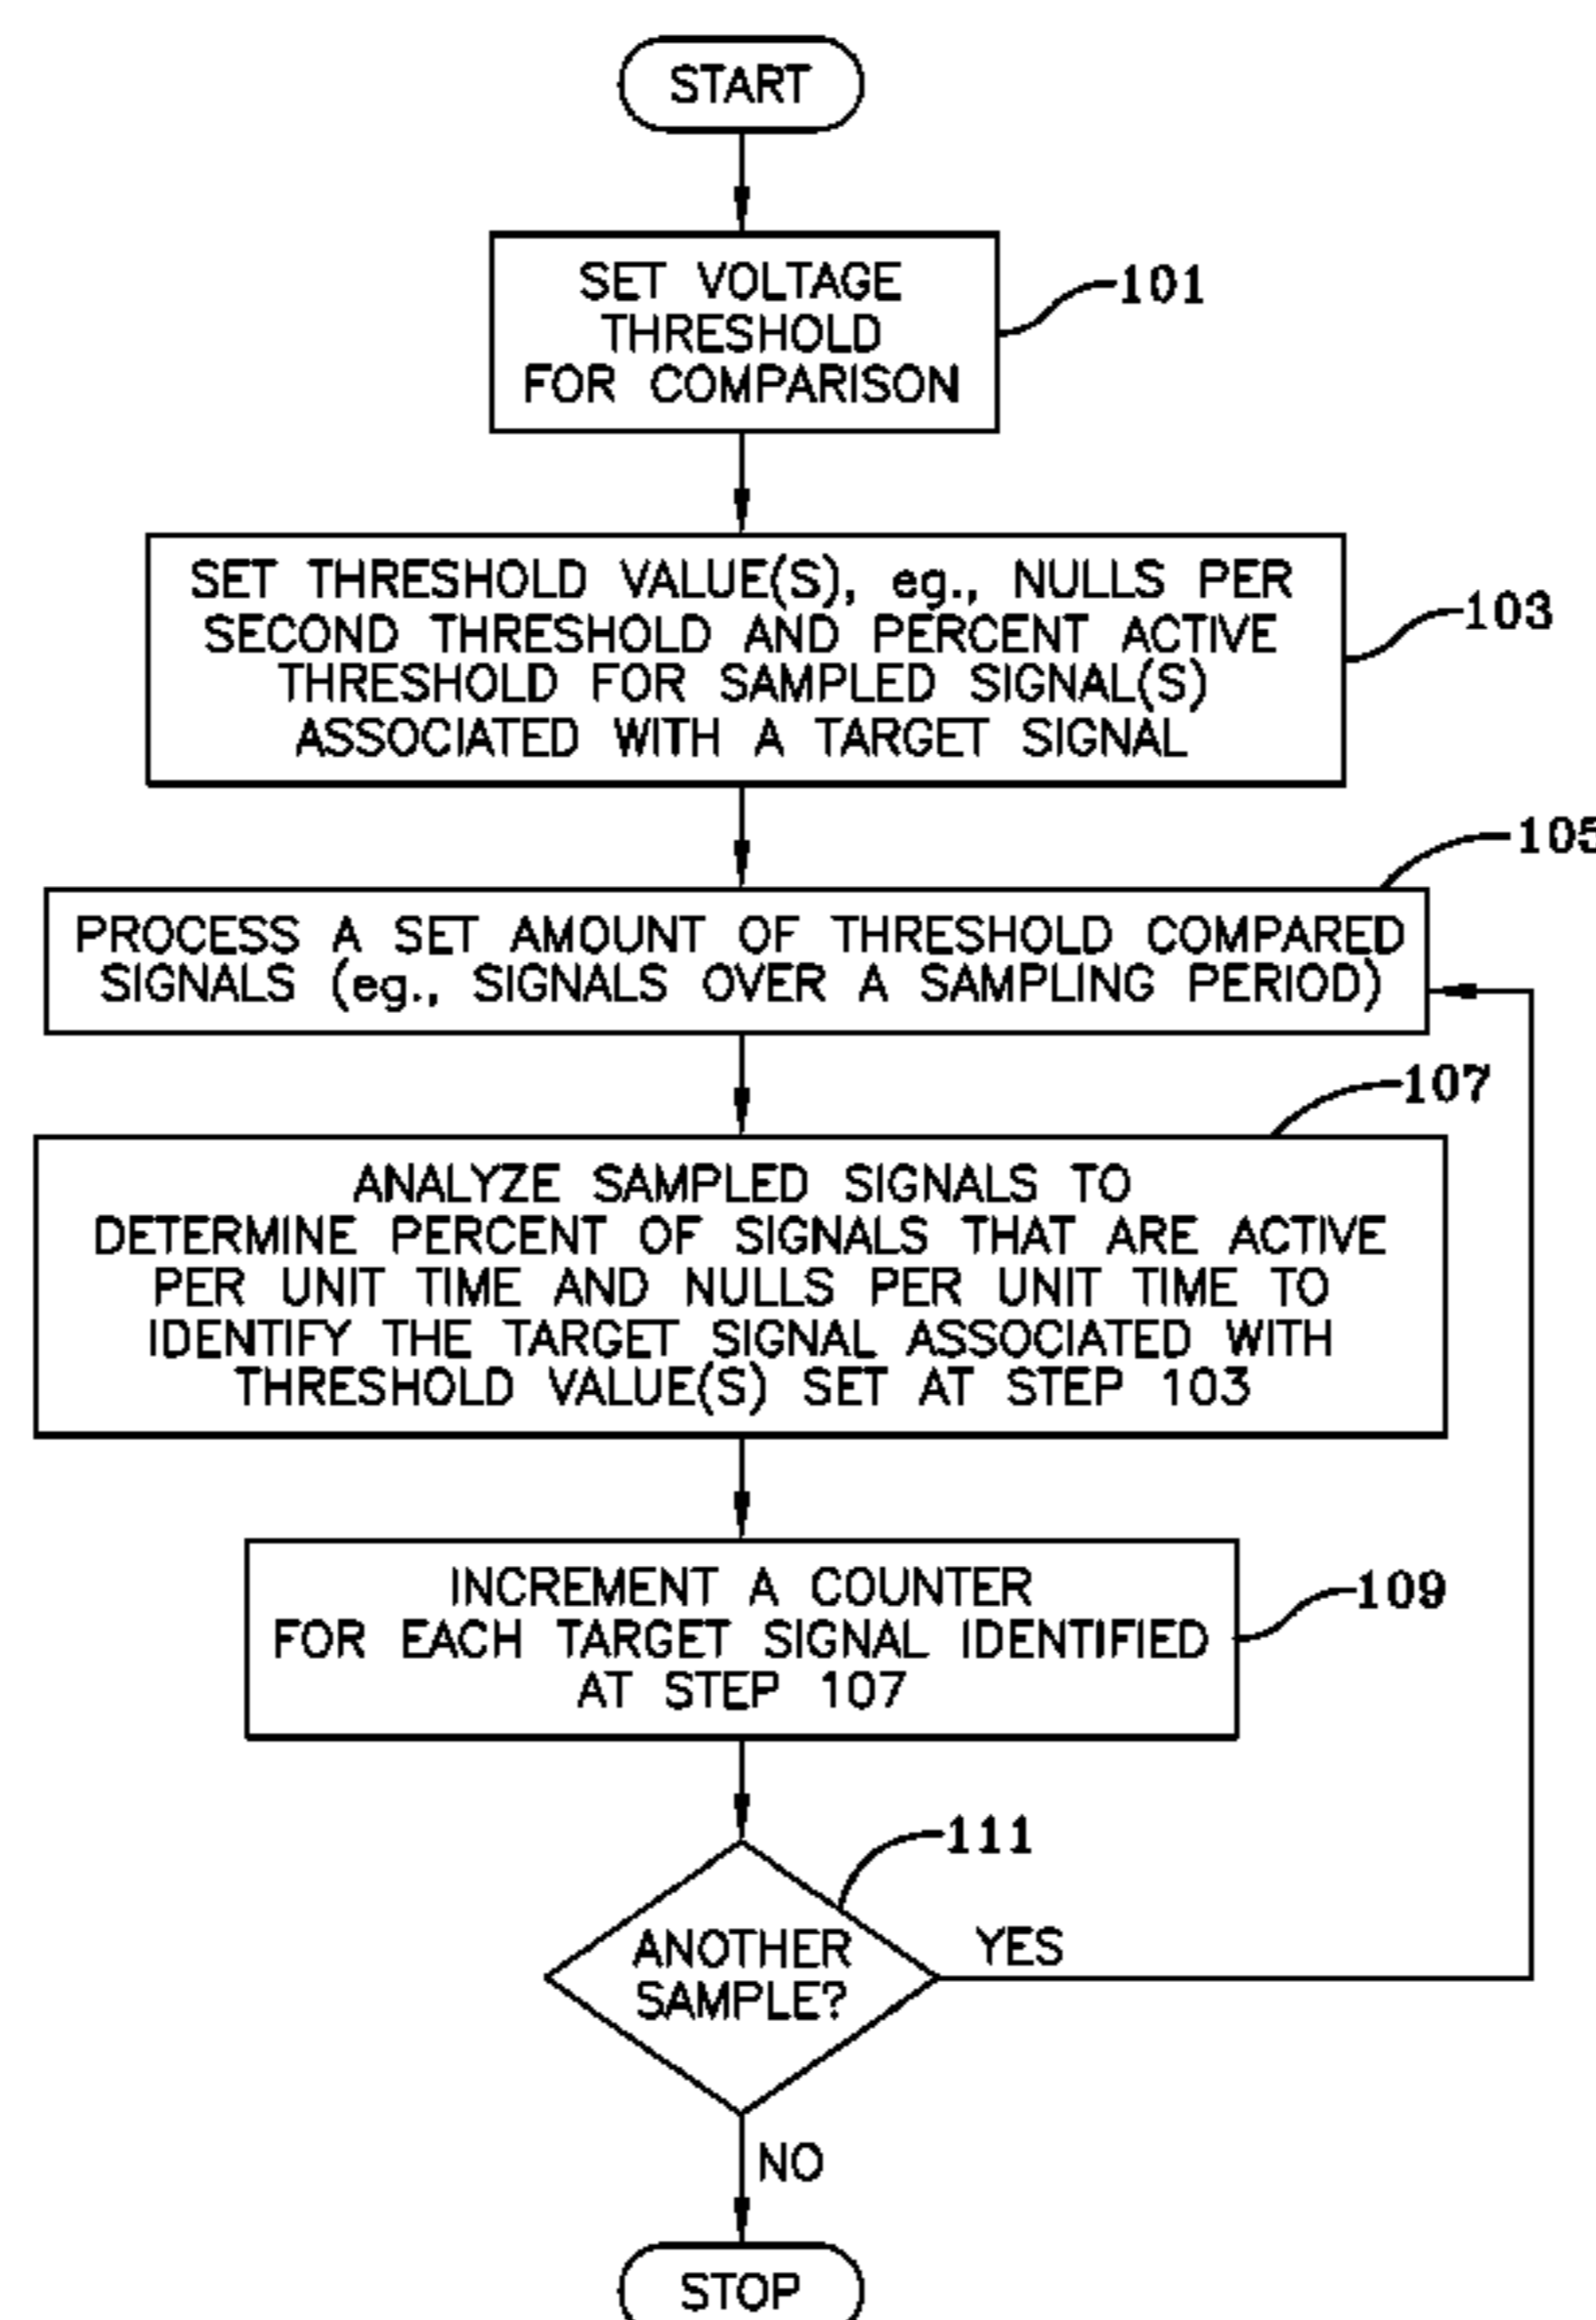 START
SET VOLTAGE
THRESHOLD
FOR COMPARISON
101
SET THRESHOLD VALUE(S), eg., NULLS PER
SECOND THRESHOLD AND PERCENT ACTIVE
THRESHOLD FOR SAMPLED SIGNAL(S)
ASSOCIATED WITH A TARGET SIGNAL
103
105
PROCESS A SET AMOUNT OF THRESHOLD COMPARED
SIGNALS (eg., SIGNALS OVER A SAMPLING PERIOD)
107
ANALYZE SAMPLED SIGNALS TO
DETERMINE PERCENT OF SIGNALS THAT ARE ACTIVE
PER UNIT TIME AND NULLS PER UNIT TIME TO
IDENTIFY THE TARGET SIGNAL ASSOCIATED WITH
THRESHOLD VALUE(S) SET AT STEP 103
INCREMENT A COUNTER
FOR EACH TARGET SIGNAL IDENTIFIED
AT STEP 107
109
111
ANOTHER
SAMPLE?
YES
NO
STOP